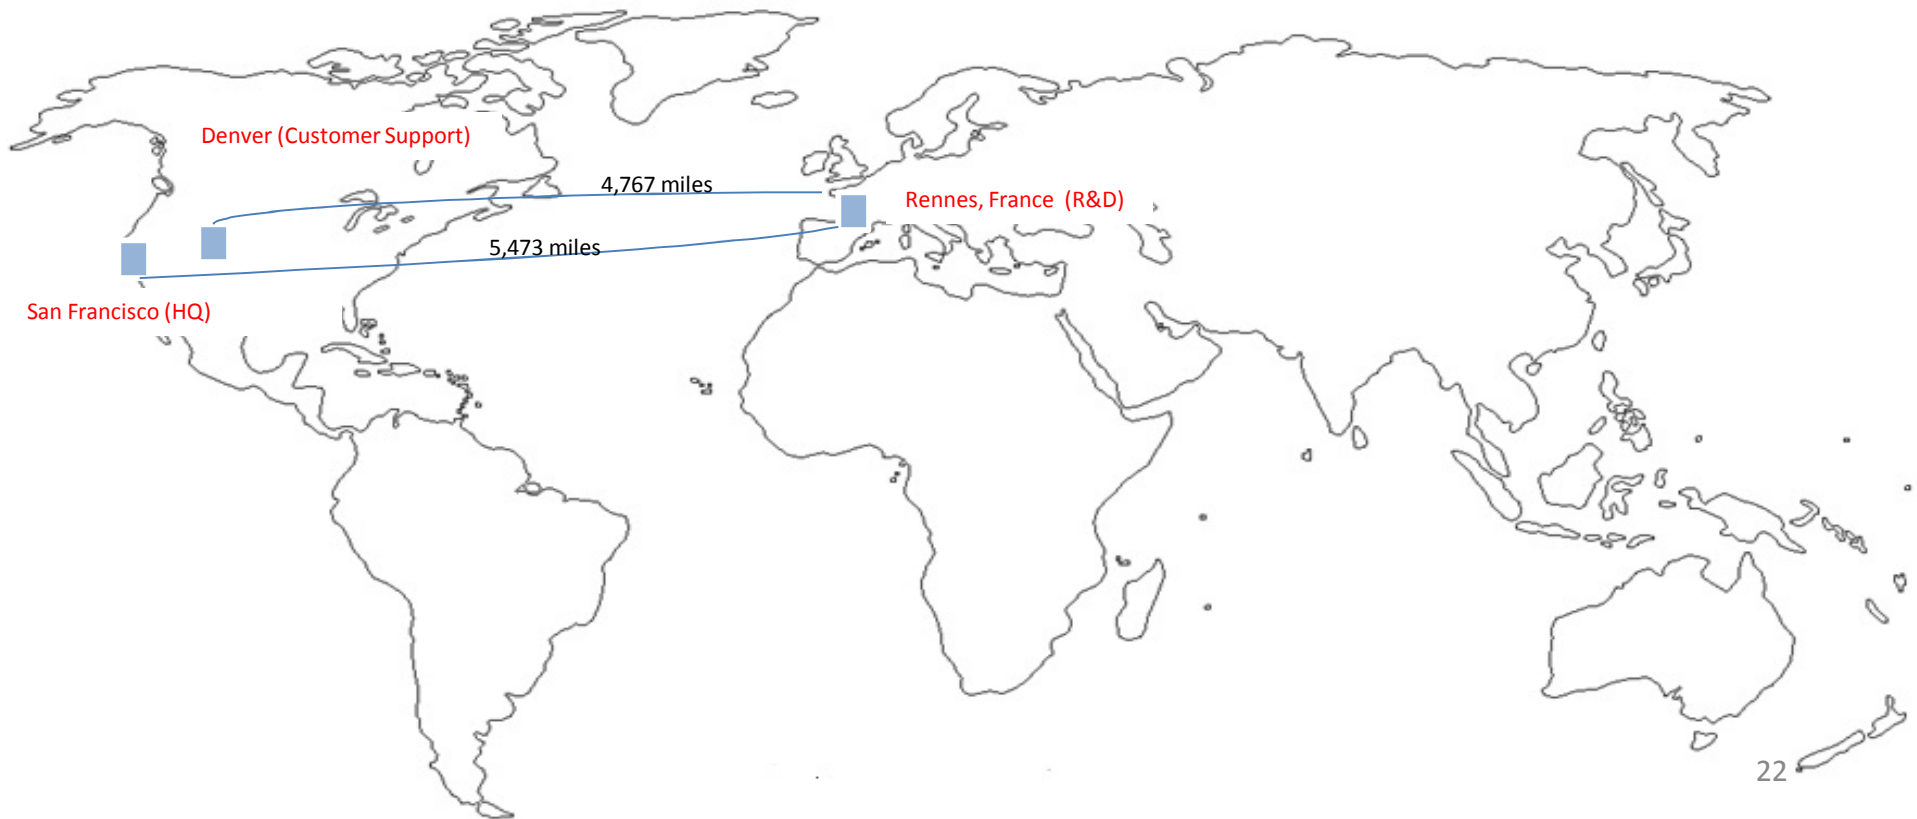 Denver (Customer Support)
4,767 miles
Rennes, France  (R&D)
5,473 miles
San Francisco (HQ)
22